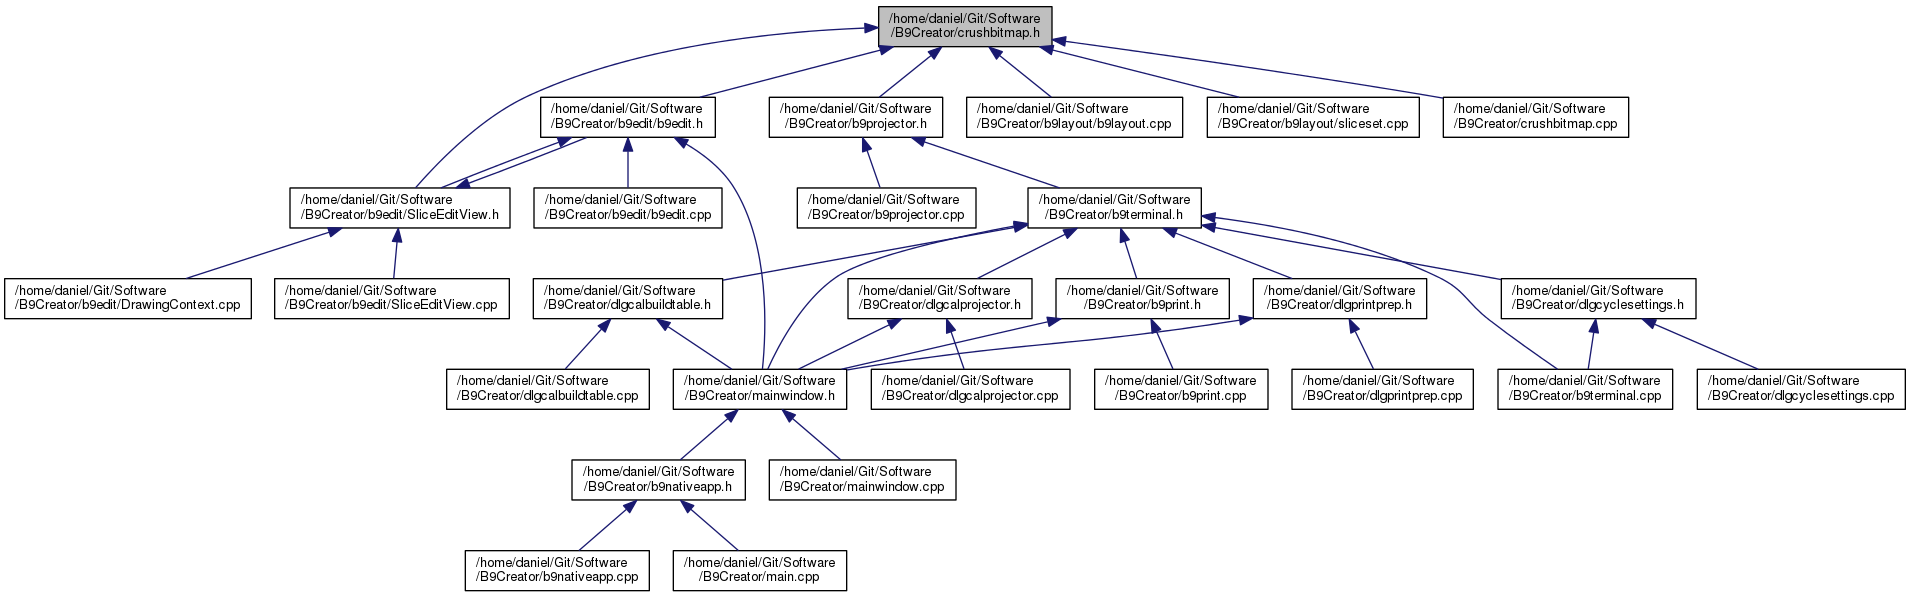 /home/daniel/Git/Software
/B9Creator/crushbitmap.h
/home/daniel/Git/Software
/B9Creator/b9edit/b9edit.h
/home/daniel/Git/Software
/B9Creator/b9projector.h
/home/daniel/Git/Software
/B9Creator/b9layout/b9layout.cpp
/home/daniel/Git/Software
/B9Creator/b9layout/sliceset.cpp
/home/daniel/Git/Software
/B9Creator/crushbitmap.cpp
/home/daniel/Git/Software
/B9Creator/b9edit/SliceEditView.h
/home/daniel/Git/Software
/B9Creator/b9edit/b9edit.cpp
/home/daniel/Git/Software
/B9Creator/b9projector.cpp
/home/daniel/Git/Software
/B9Creator/b9terminal.h
/home/daniel/Git/Software
/B9Creator/b9edit/DrawingContext.cpp
/home/daniel/Git/Software
/B9Creator/b9edit/SliceEditView.cpp
/home/daniel/Git/Software
/B9Creator/dlgcalbuildtable.h
/home/daniel/Git/Software
/B9Creator/dlgcalprojector.h
/home/daniel/Git/Software
/B9Creator/b9print.h
/home/daniel/Git/Software
/B9Creator/dlgprintprep.h
/home/daniel/Git/Software
/B9Creator/dlgcyclesettings.h
/home/daniel/Git/Software
/B9Creator/dlgcalbuildtable.cpp
/home/daniel/Git/Software
/B9Creator/mainwindow.h
/home/daniel/Git/Software
/B9Creator/dlgcalprojector.cpp
/home/daniel/Git/Software
/B9Creator/b9print.cpp
/home/daniel/Git/Software
/B9Creator/dlgprintprep.cpp
/home/daniel/Git/Software
/B9Creator/b9terminal.cpp
/home/daniel/Git/Software
/B9Creator/dlgcyclesettings.cpp
/home/daniel/Git/Software
/B9Creator/b9nativeapp.h
/home/daniel/Git/Software
/B9Creator/mainwindow.cpp
/home/daniel/Git/Software
/B9Creator/b9nativeapp.cpp
/home/daniel/Git/Software
/B9Creator/main.cpp